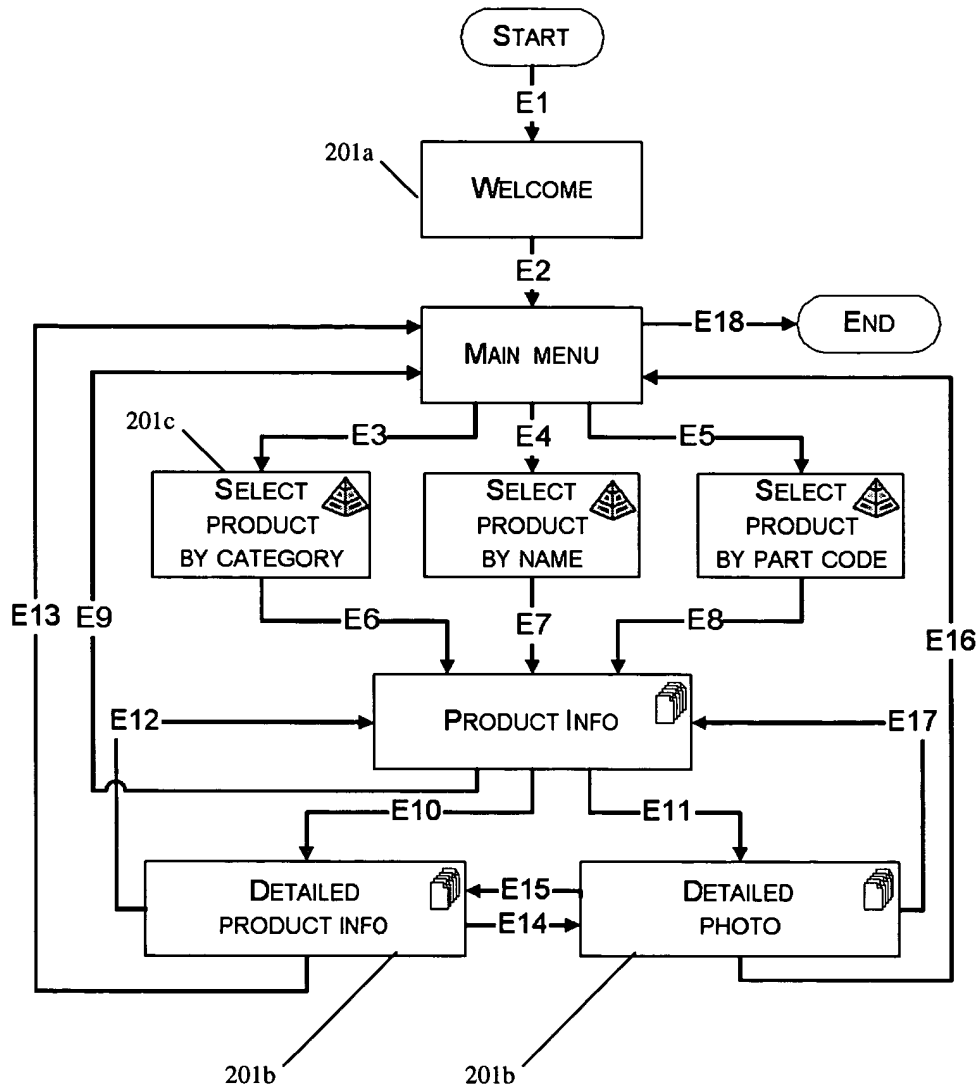 START
E1
201a
WELCOME
E2
MAIN MENU
E18
END
201c
E3
E4
E5
SELECT
PRODUCT
BY CATEGORY
SELECT
PRODUCT
BY NAME
SELECT
PRODUCT
BY PART CODE
E13
E9
E6
E7
E8
E16
E12
PRODUCT INFO
E17
E10
E11
DETAILED
PRODUCT INFO
E15
E14
DETAILED
PHOTO
201b
201b